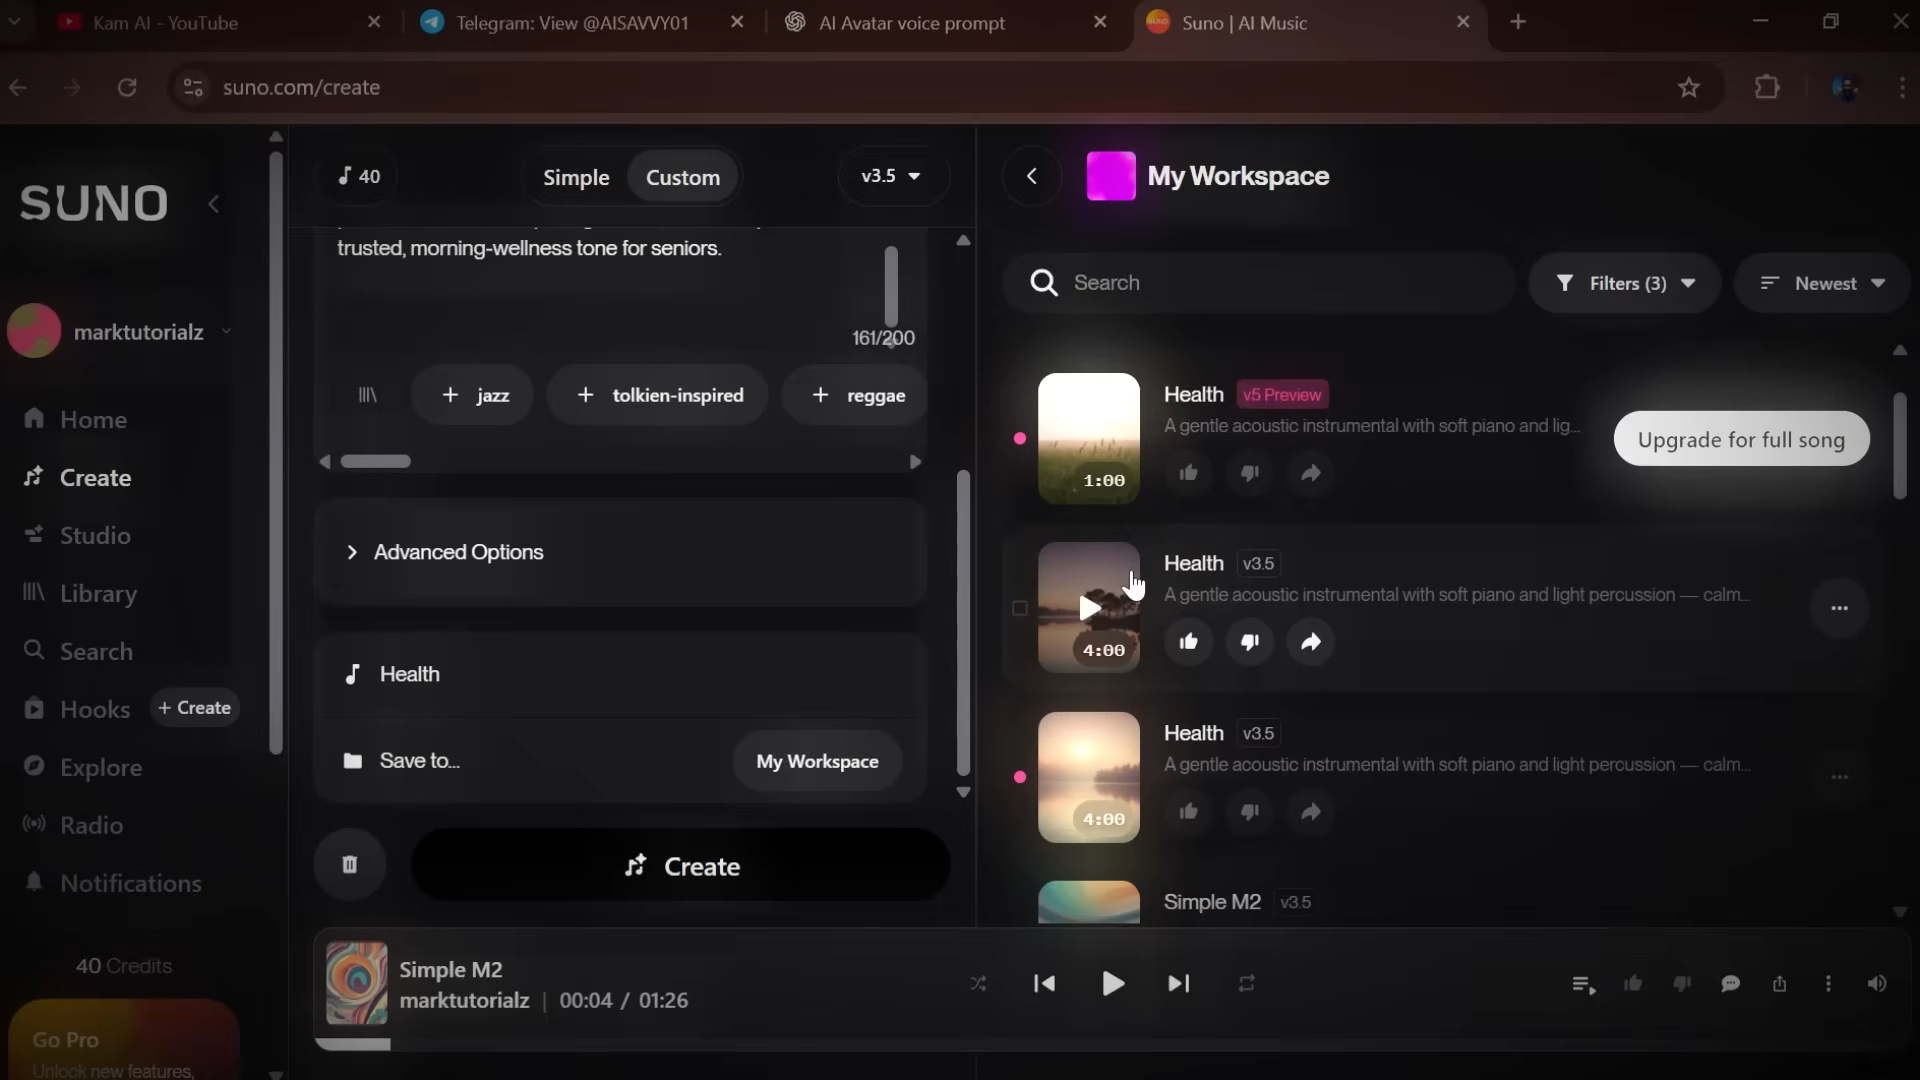 Kam AI - YouTube
Telegram: View @AISAVVY01
AI Avatar voice prompt
Suno | AI Music
suno.com/create
SUNO
marktutorialz
Home
Create
Studio
Library
Search
Hooks
+ Create
Explore
Radio
Notifications
40 Credits
Go Pro
Unlock new features,
40
Simple
Custom
v3.5
trusted, morning-wellness tone for seniors.
161/200
+ jazz
+ tolkien-inspired
+ reggae
Advanced Options
Health
Save to...
My Workspace
Create
My Workspace
Search
Filters (3)
Newest
Health v5 Preview
A gentle acoustic instrumental with soft piano and lig...
1:00
Upgrade for full song
Health v3.5
A gentle acoustic instrumental with soft piano and light percussion — calm...
4:00
Health v3.5
A gentle acoustic instrumental with soft piano and light percussion — calm...
4:00
Simple M2 v3.5
Simple M2
marktutorialz | 00:04 / 01:26